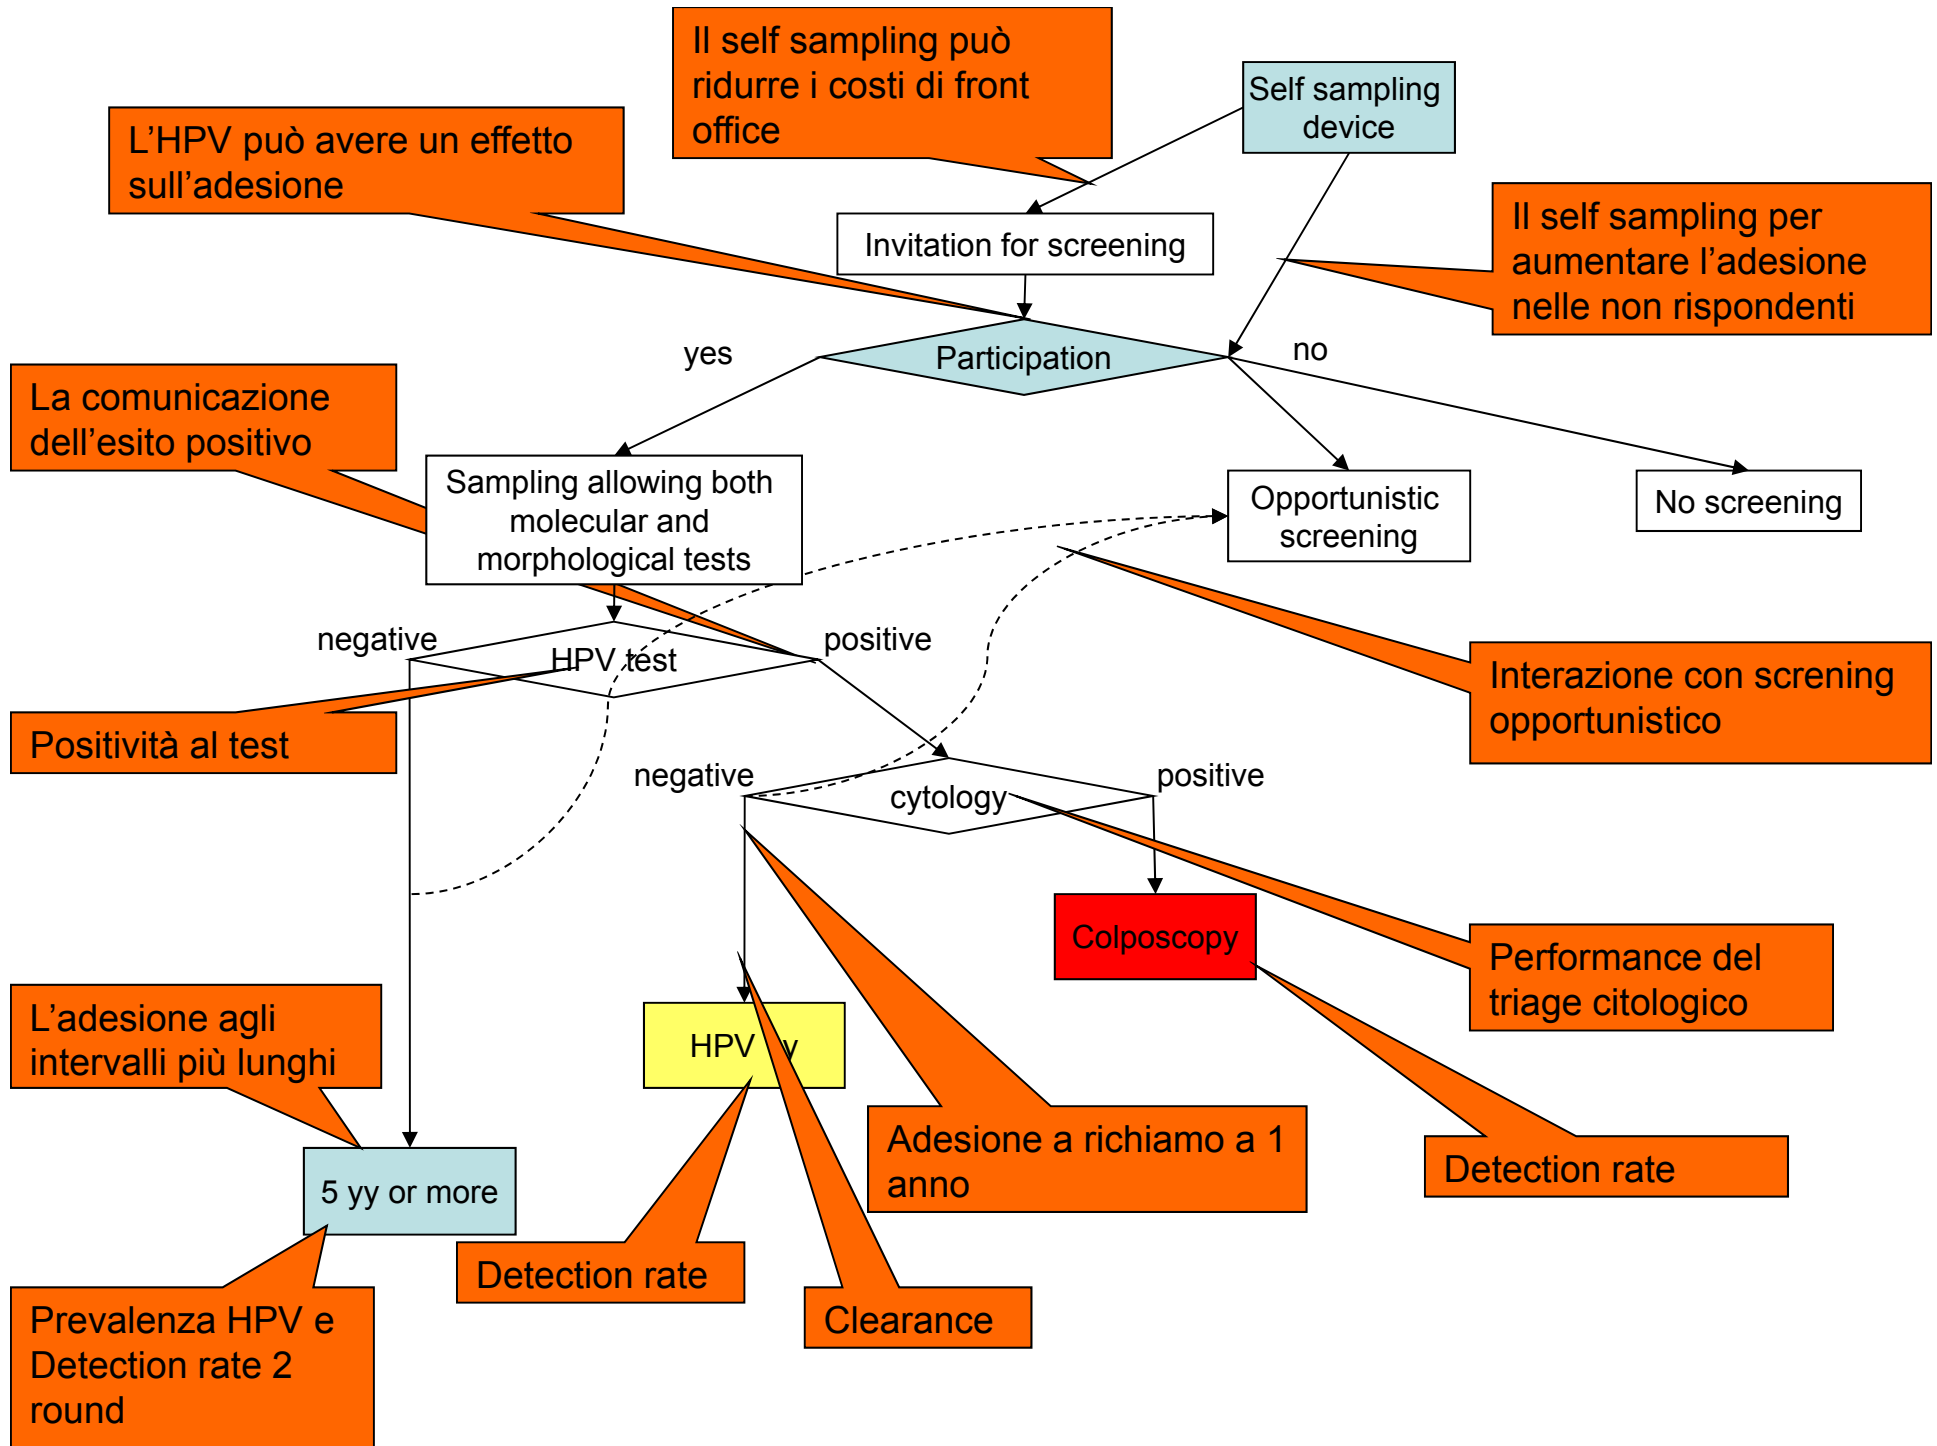 Il self sampling può
ridurre i costi di front
office
Self sampling
device
L’HPV può avere un effetto
sull’adesione
Il self sampling per
aumentare l’adesione
nelle non rispondenti
Invitation for screening
yes
Participation
no
La comunicazione
dell’esito positivo
Sampling allowing both
molecular and
morphological tests
Opportunistic
screening
No screening
negative
HPV test
positive
Interazione con screning
opportunistico
Positività al test
negative
cytology
positive
Colposcopy
Performance del
triage citologico
L’adesione agli
intervalli più lunghi
HPV
Adesione a richiamo a 1
anno
Detection rate
5 yy or more
Detection rate
Clearance
Prevalenza HPV e
Detection rate 2
round